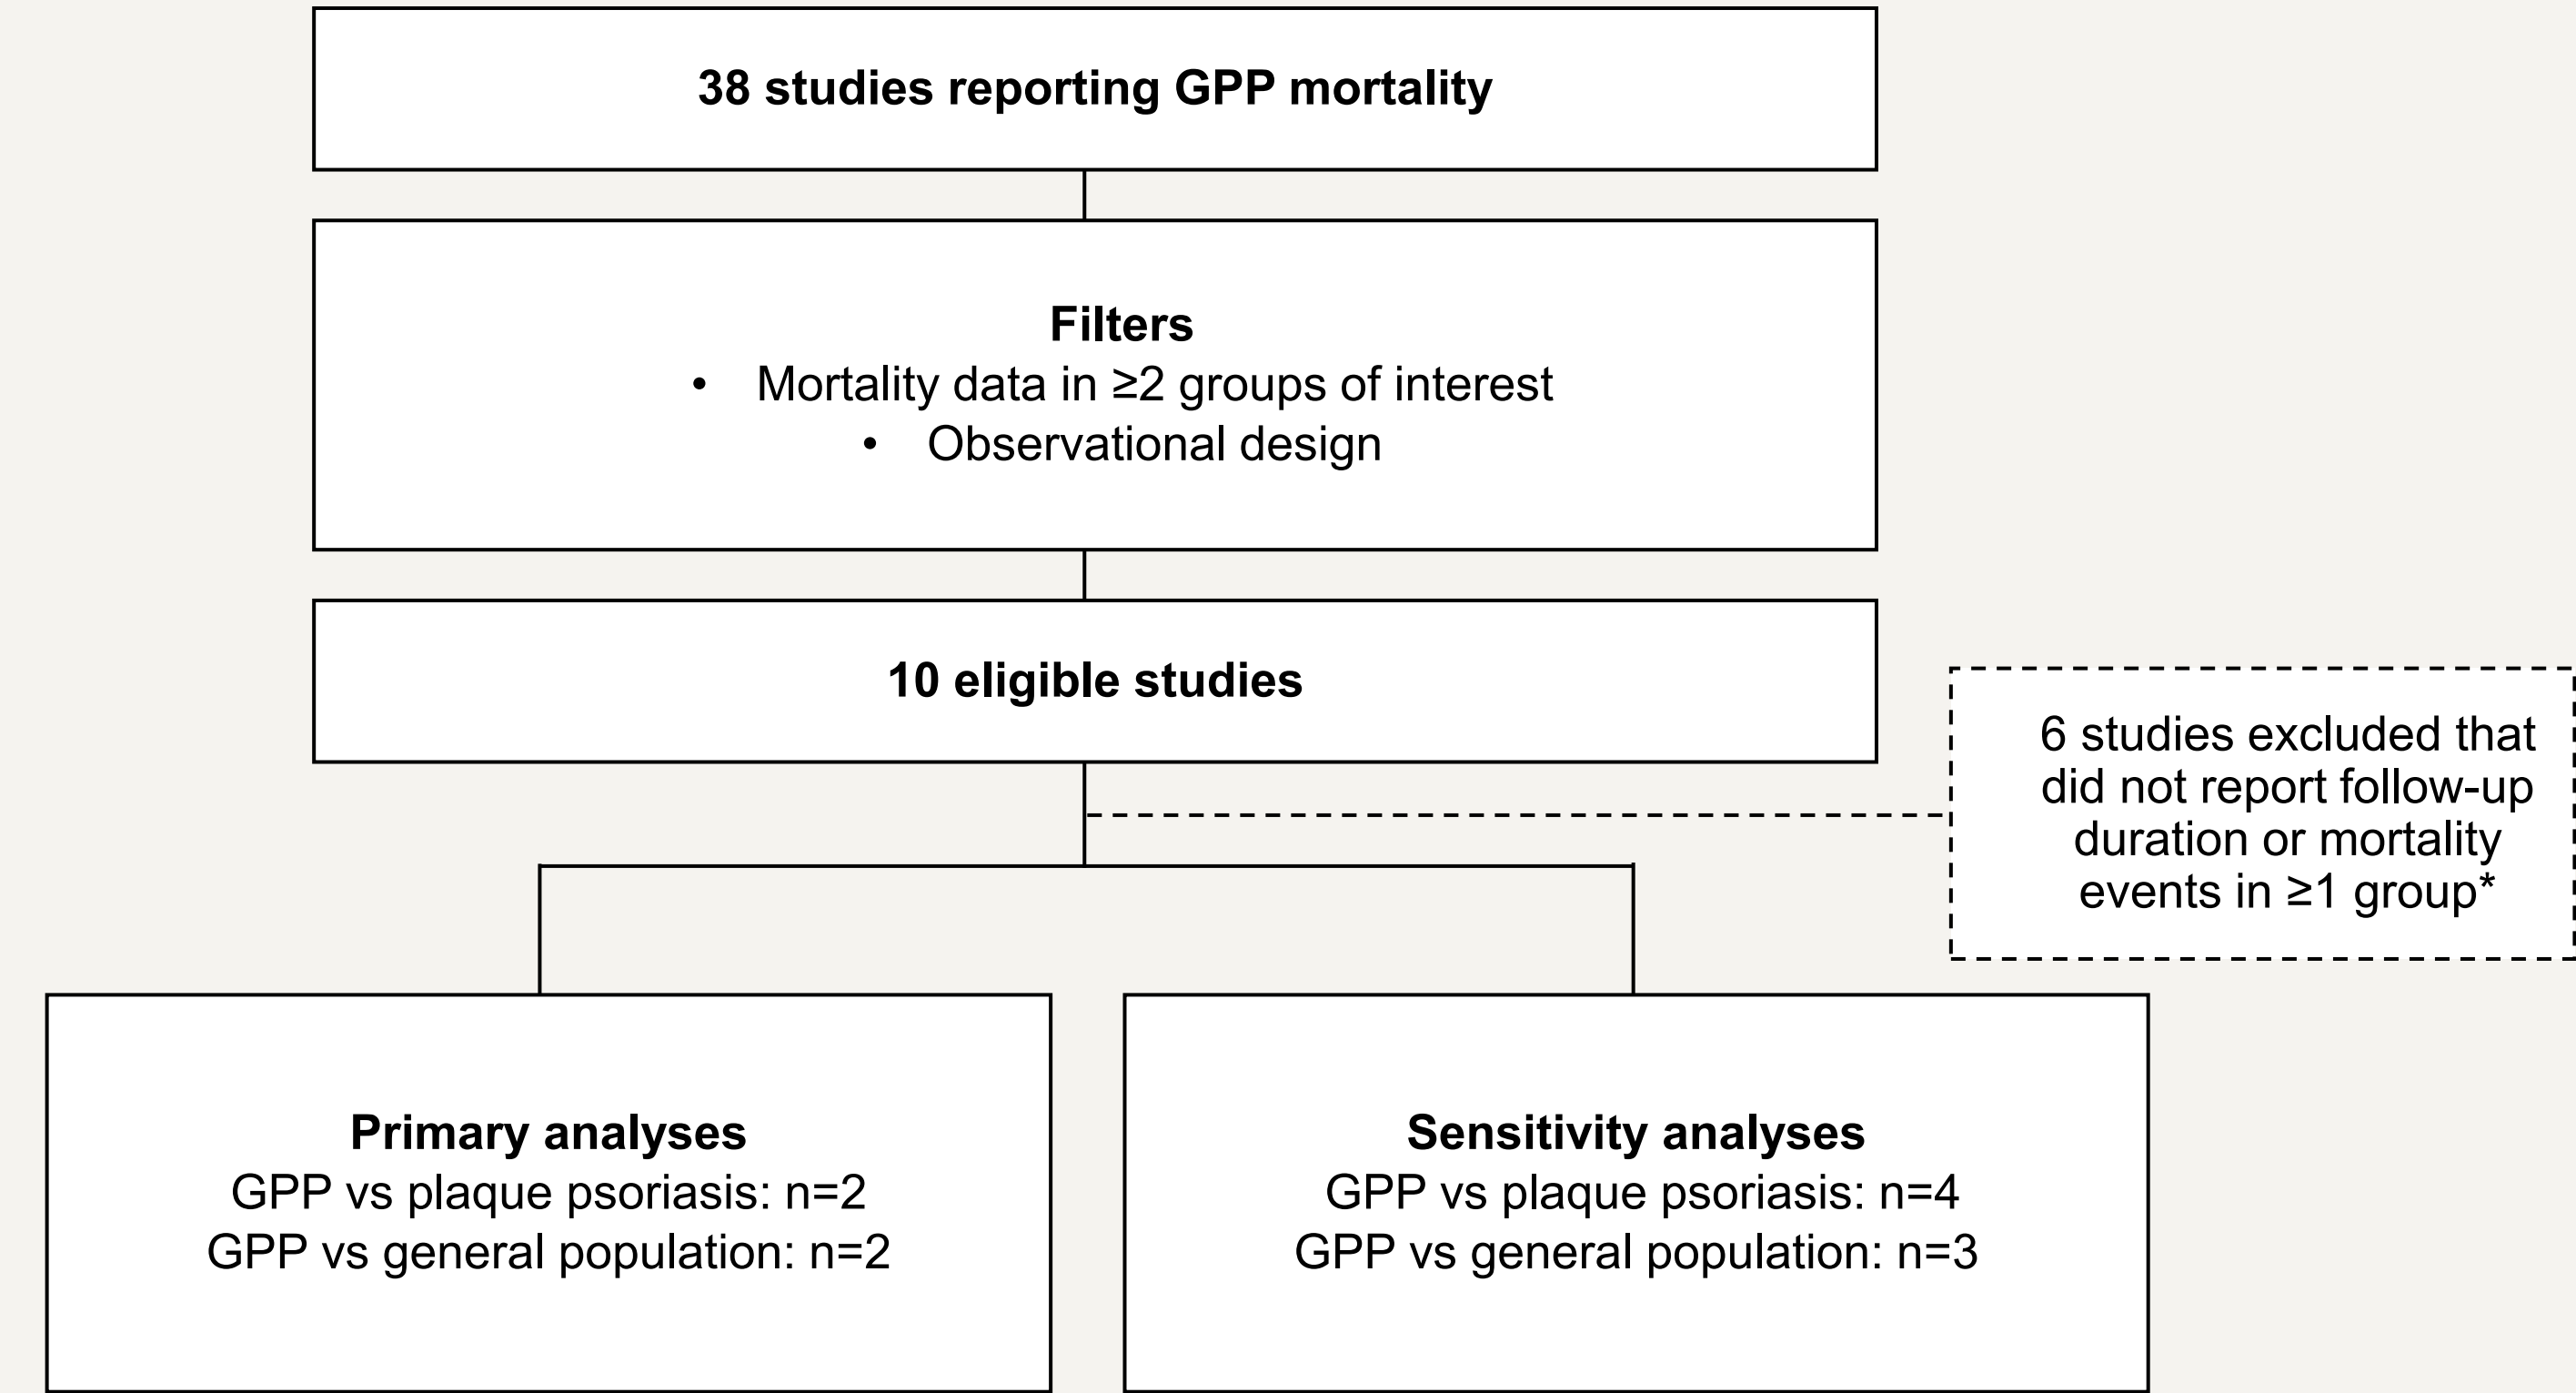 38 studies reporting GPP mortality
Filters
• Mortality data in ≥2 groups of interest
• Observational design
10 eligible studies
6 studies excluded that
did not report follow-up
duration or mortality
events in ≥1 group*
Primary analyses
GPP vs plaque psoriasis: n=2
GPP vs general population: n=2
Sensitivity analyses
GPP vs plaque psoriasis: n=4
GPP vs general population: n=3